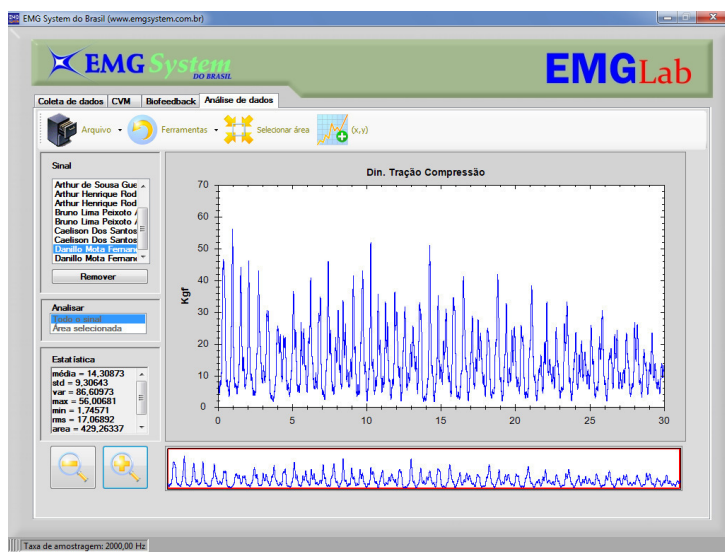 EMG System do Brasil (www.emgsystem.com.br)
EMG System
DO BRASIL
EMGLab
Coleta de dados CVM Biofeedback Análise de dados
Arquivo Ferramentas Selecionar área (x,y)
Sinal
Arthur de Sousa Gue
Arthur Henrique Rod
Arthur Henrique Rod
Bruno Lima Peixoto
Bruno Lima Peixoto
Caelison Dos Santos
Caelison Dos Santos
Danillo Mota Fernan
Danillo Mota Fernan
Remover
Analisar
Todo o sinal
Área selecionada
Estatística
média = 14,30873
std = 9,30643
var = 86,60973
max = 56,00681
min = 1,74571
rms = 17,06892
area = 429,26337
Din. Tração Compressão
Kgf
70
60
50
40
30
20
10
0
0 5 10 15 20 25 30
Taxa de amostragem: 2000,00 Hz